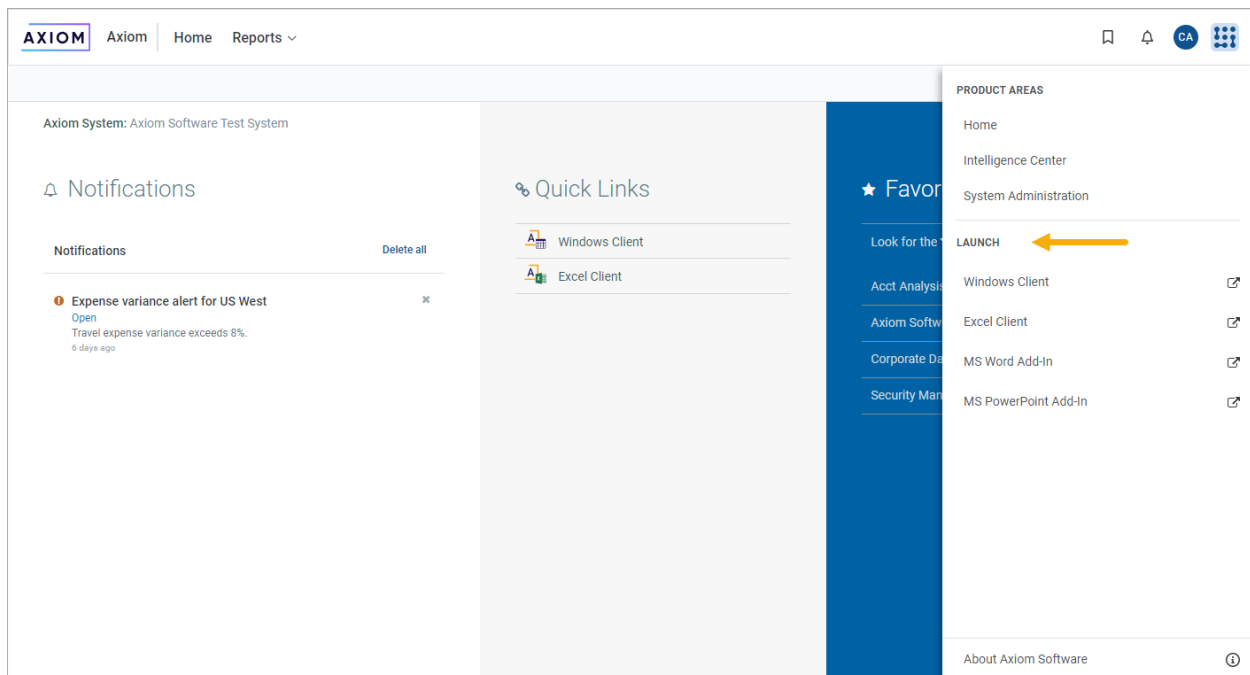 AXIOM Axiom Home Reports
CA
Axiom System: Axiom Software Test System
Notifications
Notifications Delete all
Expense variance alert for US West
Open
Travel expense variance exceeds 8%.
6 days ago
Quick Links
Windows Client
Excel Client
Favor
Look for the
Acct Analysis
Axiom Softw
Corporate Da
Security Man
PRODUCT AREAS
Home
Intelligence Center
System Administration
LAUNCH
Windows Client
Excel Client
MS Word Add-In
MS PowerPoint Add-In
About Axiom Software